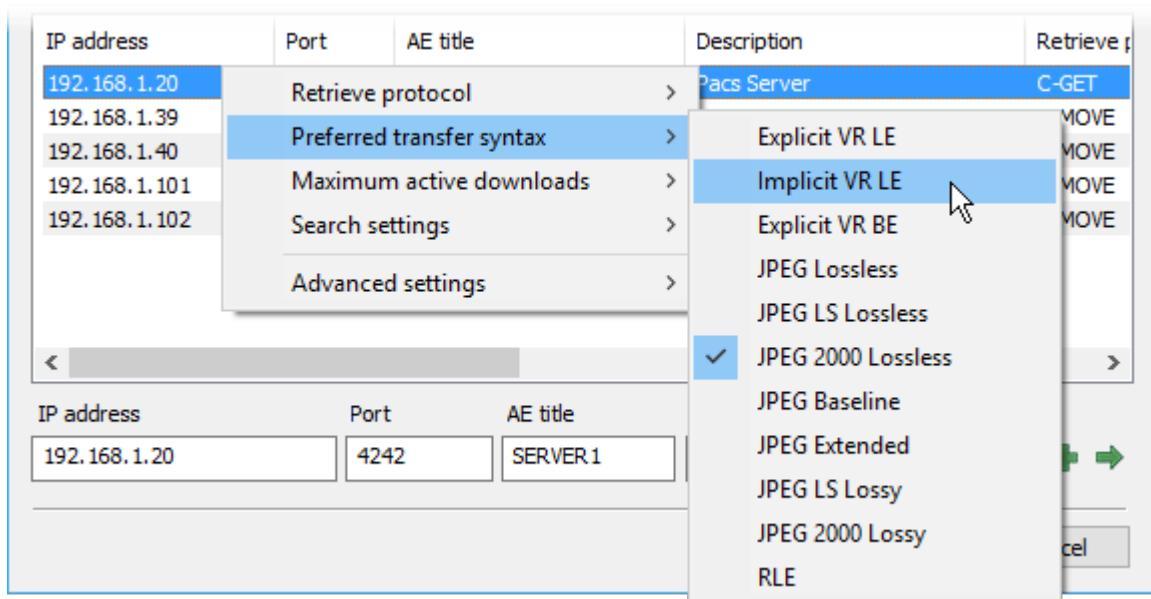 IP address Port AE title Description Retrieve
192.168.1.20 Pacs Server C-GET
192.168.1.39 MOVE
192.168.1.40 MOVE
192.168.1.101 MOVE
192.168.1.102 MOVE
Retrieve protocol
Preferred transfer syntax
Maximum active downloads
Search settings
Advanced settings
Explicit VR LE
Implicit VR LE
Explicit VR BE
JPEG Lossless
JPEG LS Lossless
JPEG 2000 Lossless
JPEG Baseline
JPEG Extended
JPEG LS Lossy
JPEG 2000 Lossy
RLE
IP address Port AE title
192.168.1.20 4242 SERVER1
cel